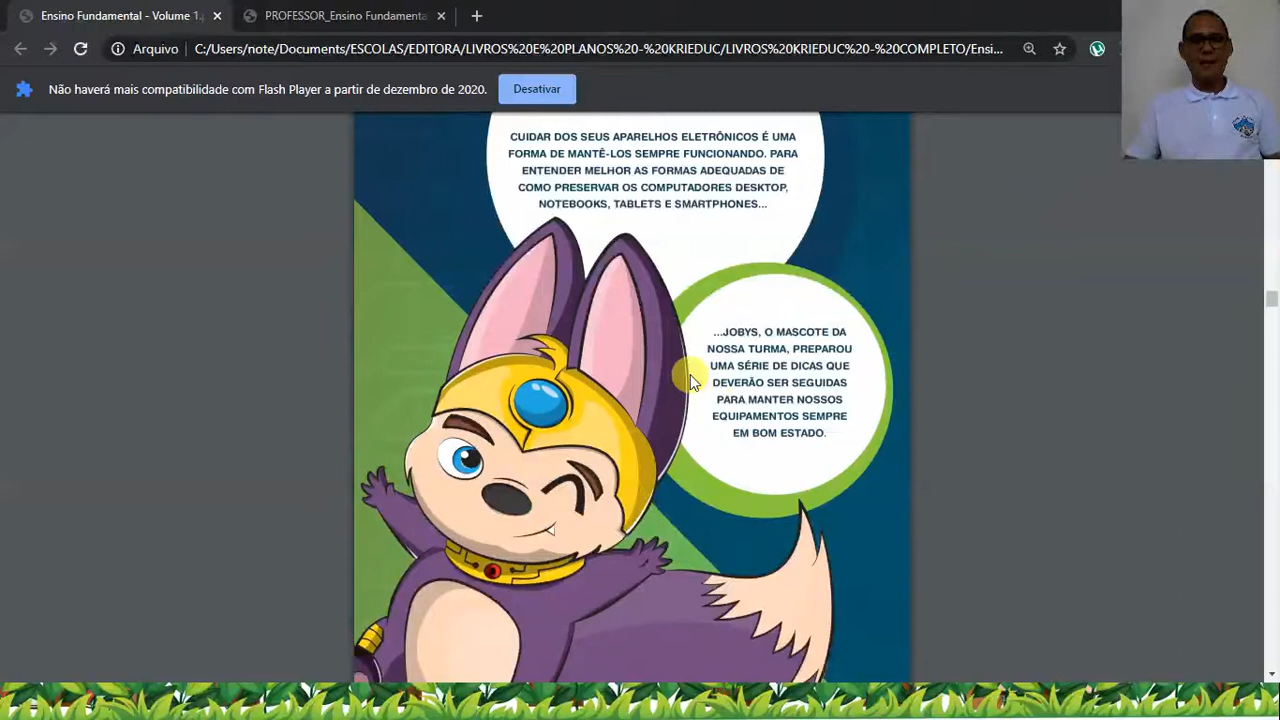 Ensino Fundamental - Volume 1.
PROFESSOR_Ensino Fundamenta
Arquivo
C:/Users/note/Documents/ESCOLAS/EDITORA/LIVROS%20E%20PLANOS%20-%20KRIEDUC/LIVROS%20KRIEDUC%20-%20COMPLETO/Ensi...
Não haverá mais compatibilidade com Flash Player a partir de dezembro de 2020.
Desativar
CUIDAR DOS SEUS APARELHOS ELETRÔNICOS É UMA
FORMA DE MANTÊ-LOS SEMPRE FUNCIONANDO. PARA
ENTENDER MELHOR AS FORMAS ADEQUADAS DE
COMO PRESERVAR OS COMPUTADORES DESKTOP,
NOTEBOOKS, TABLETS E SMARTPHONES...
...JOBYS, O MASCOTE DA
NOSSA TURMA, PREPAROU
UMA SÉRIE DE DICAS QUE
DEVERÃO SER SEGUIDAS
PARA MANTER NOSSOS
EQUIPAMENTOS SEMPRE
EM BOM ESTADO.